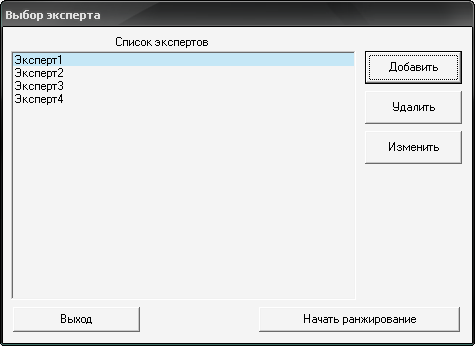 Выбор эксперта
Список экспертов
Эксперт1
Эксперт2
Эксперт3
Эксперт4
Добавить
Удалить
Изменить
Выход
Начать ранжирование